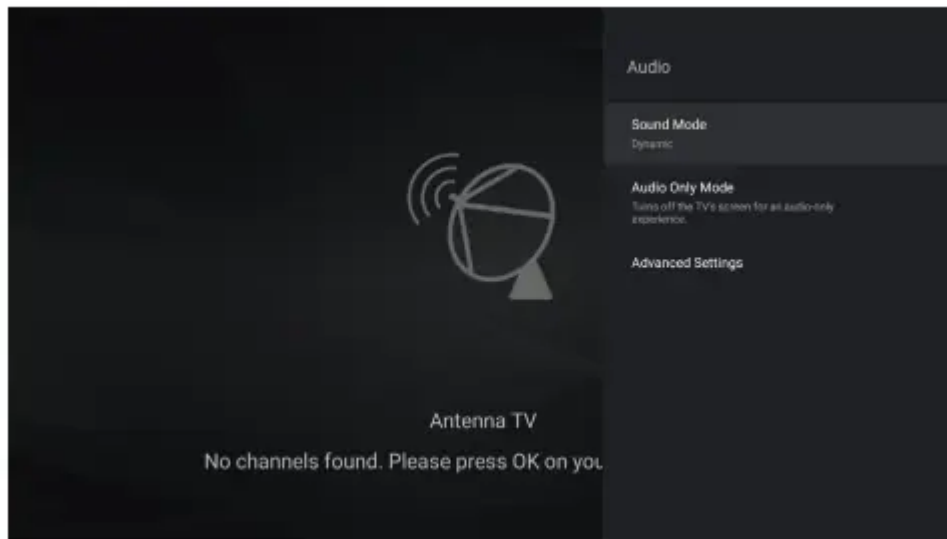 Audio
Sound Mode
Dynamic
Audio Only Mode
Turns off the TV's screen for an audio-only
experience.
Advanced Settings
Antenna TV
No channels found. Please press OK on you